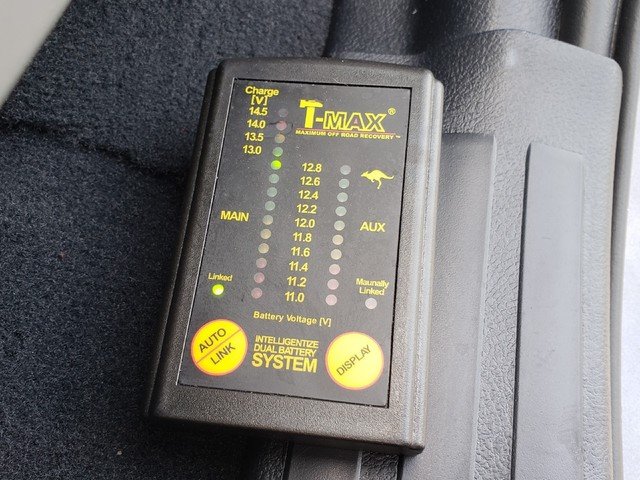 Charge
[V]
14.5
14.0
13.5
13.0
T-MAX®
MAXIMUM OFF ROAD RECOVERY™
12.8
12.6
12.4
12.2
12.0
11.8
11.6
11.4
11.2
11.0
MAIN
AUX
Linked
Maunally
Linked
Battery Voltage [V]
AUTO
LINK
INTELLIGENTIZE
DUAL BATTERY
SYSTEM
DISPLAY